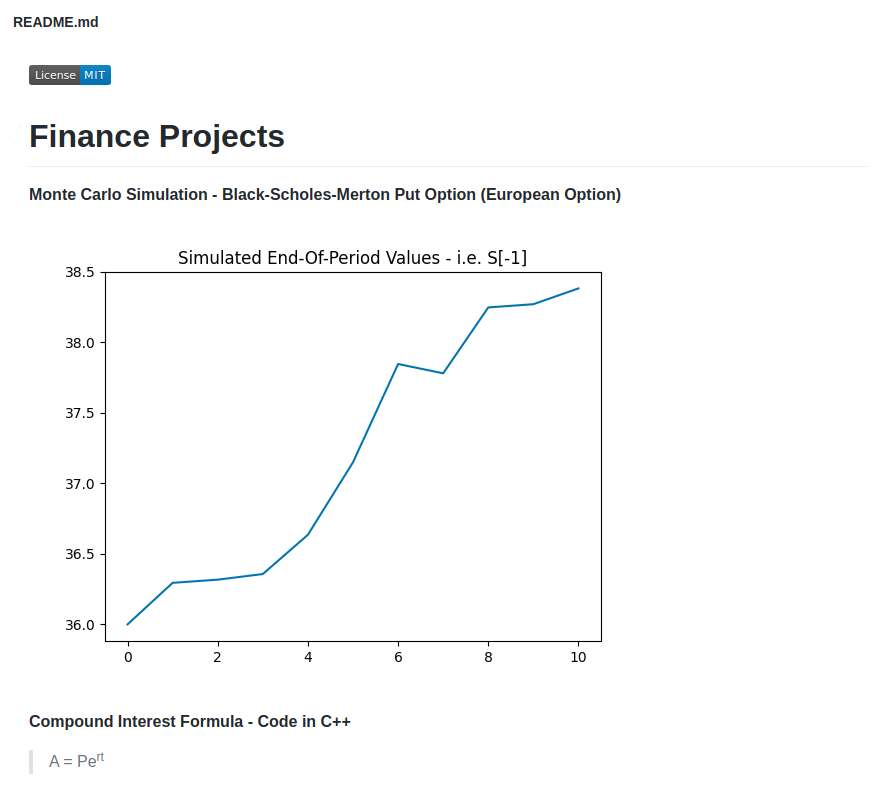 README.md
License MIT
Finance Projects
Monte Carlo Simulation - Black-Scholes-Merton Put Option (European Option)
Simulated End-Of-Period Values - i.e. S[-1]
38.5
38.0
37.5
37.0
36.5
36.0
0 2 4 6 8 10
Compound Interest Formula - Code in C++
A = Pe^rt